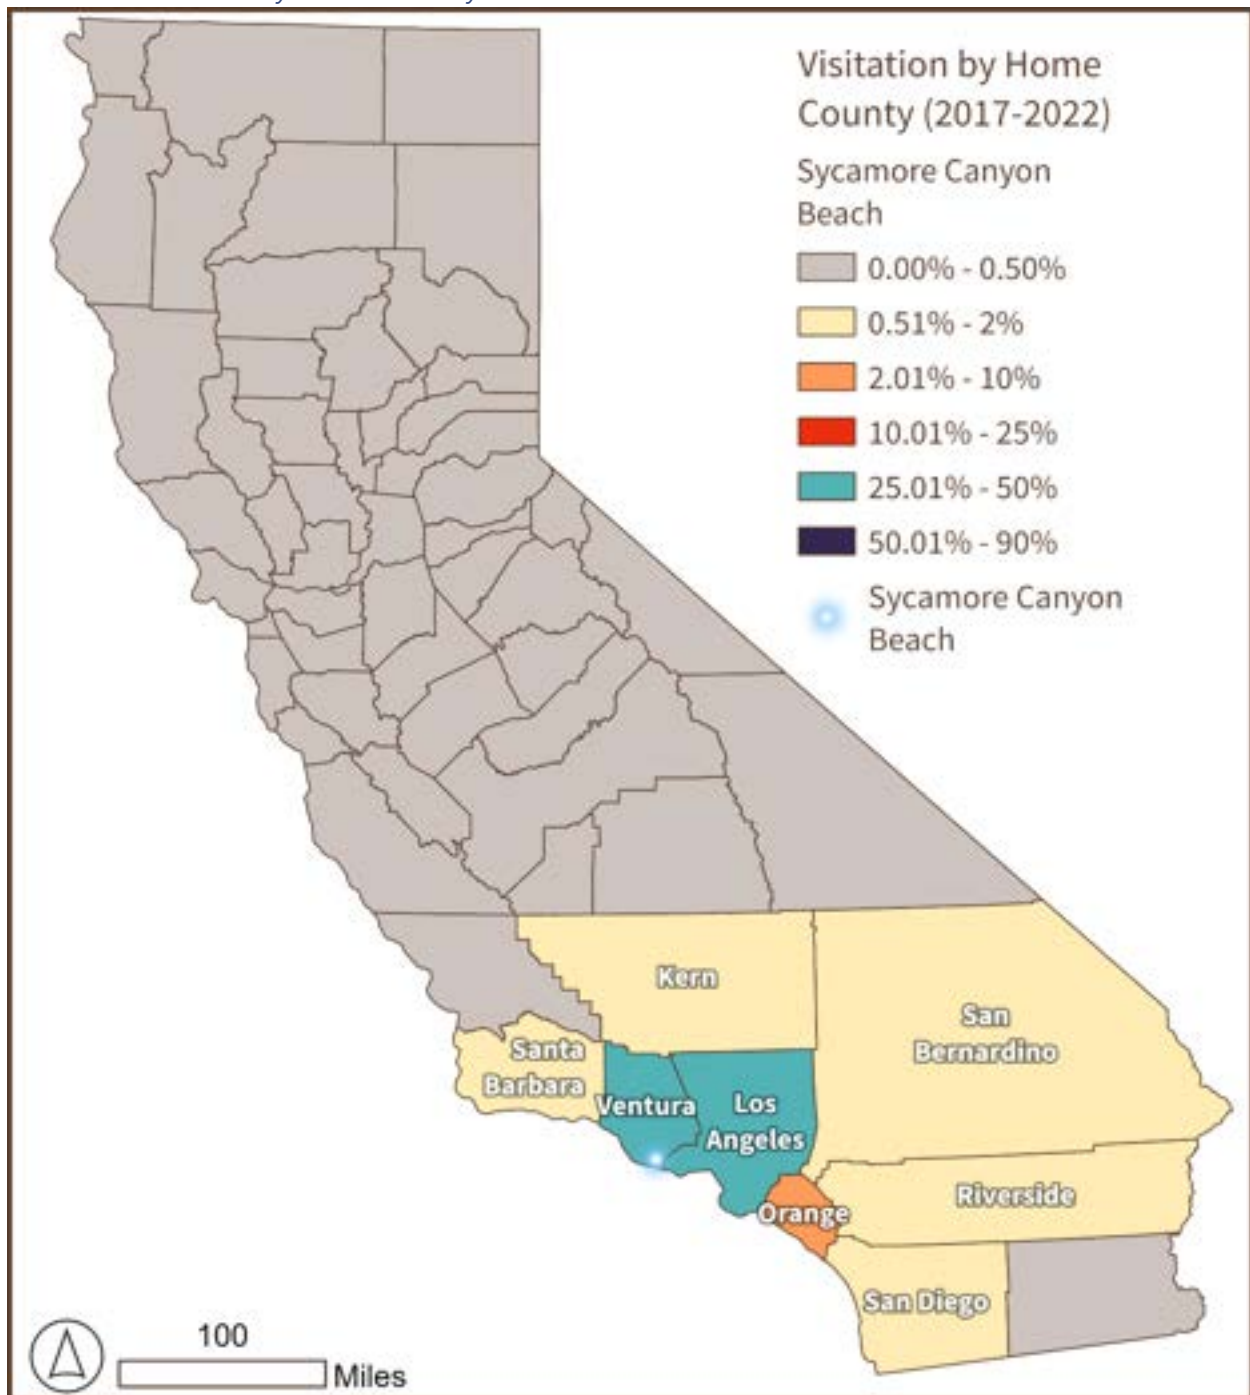 Visitation by Home
County (2017-2022)
Sycamore Canyon
Beach
0.00% - 0.50%
0.51% - 2%
2.01% - 10%
10.01% - 25%
25.01% - 50%
50.01% - 90%
Sycamore Canyon
Beach
Kern
San
Bernardino
Santa
Barbara
Ventura
Los
Angeles
Riverside
Orange
San Diego
100
Miles